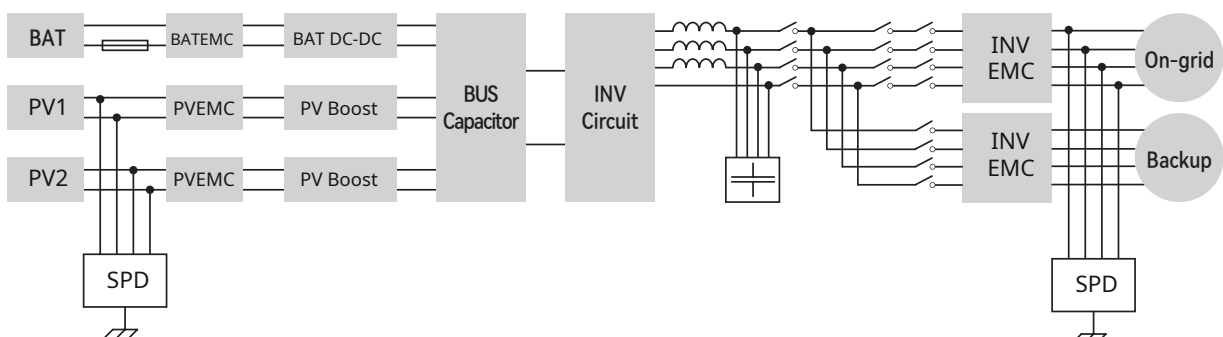 BAT
BATEMC
BAT DC-DC
PV1
PVEMC
PV Boost
PV2
PVEMC
PV Boost
BUS
Capacitor
INV
Circuit
INV
EMC
On-grid
INV
EMC
Backup
SPD
SPD